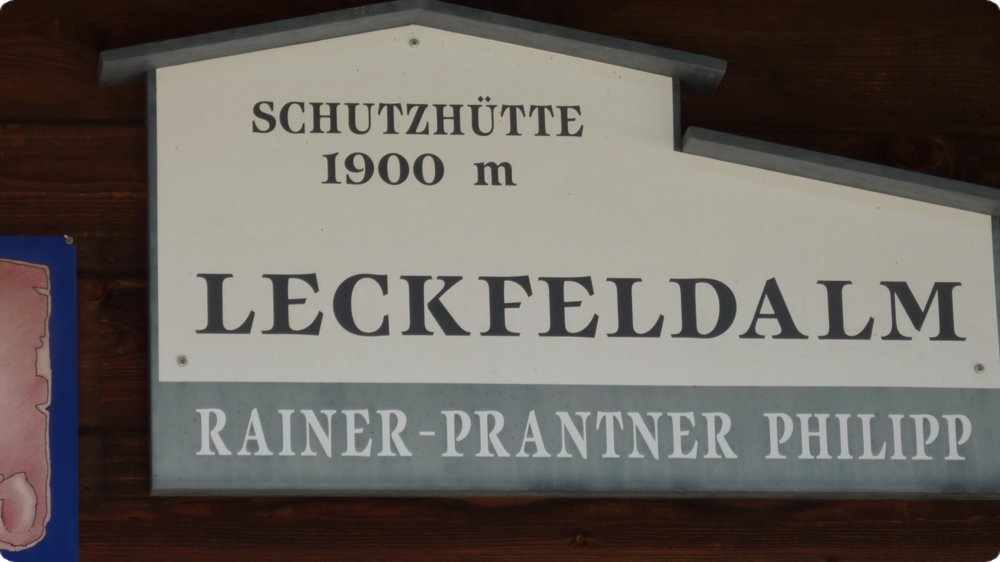 SCHUTZHÜTTE
1900 m
LECKFELDALM
RAINER-PRANTNER PHILIPP